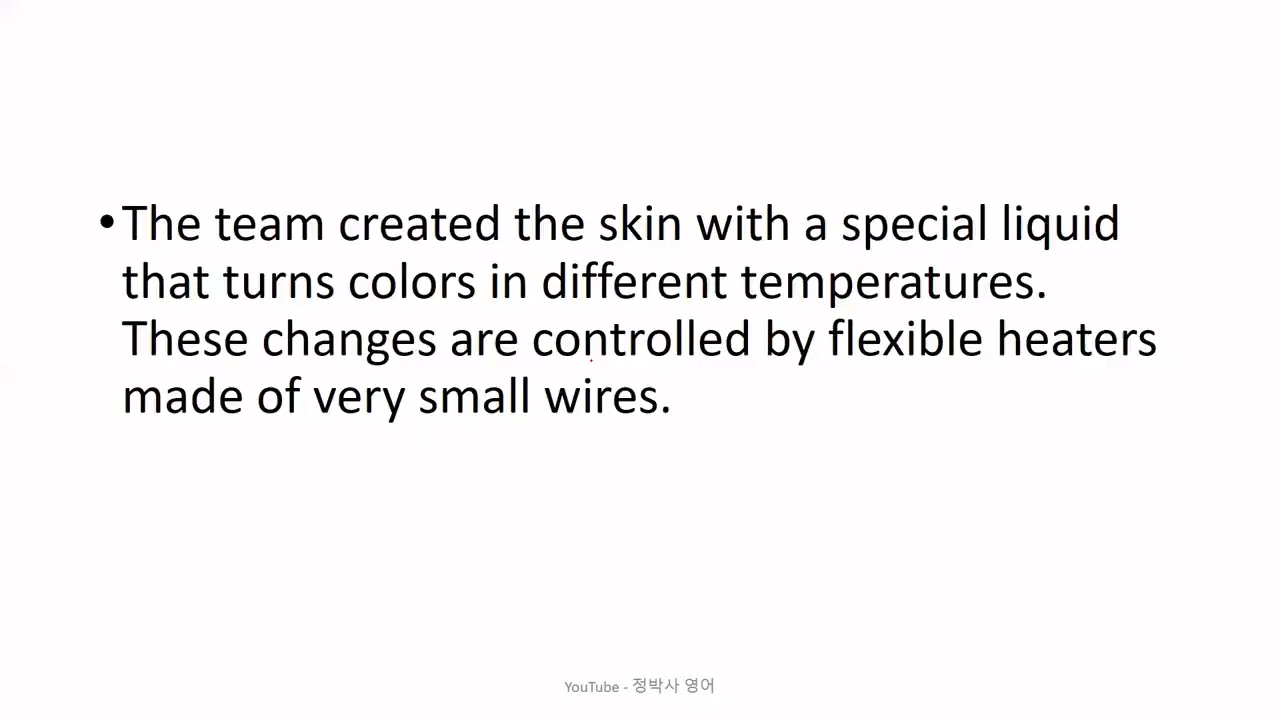 •The team created the skin with a special liquid
that turns colors in different temperatures.
These changes are controlled by flexible heaters
made of very small wires.
YouTube - 정박사 영어